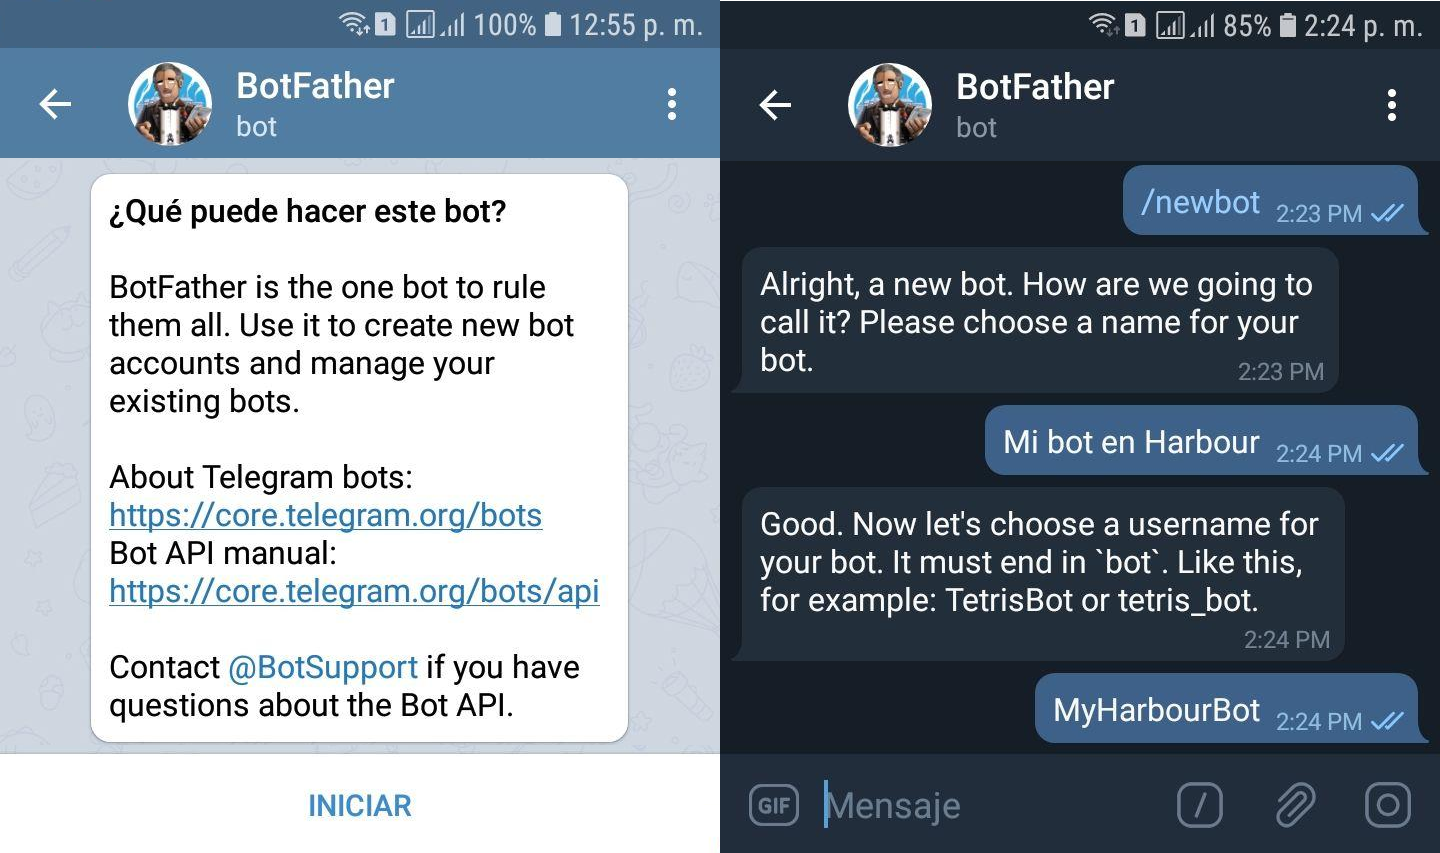 1 100% 12:55 p. m.
BotFather
bot
¿Qué puede hacer este bot?
BotFather is the one bot to rule
them all. Use it to create new bot
accounts and manage your
existing bots.
About Telegram bots:
https://core.telegram.org/bots
Bot API manual:
https://core.telegram.org/bots/api
Contact @BotSupport if you have
questions about the Bot API.
INICIAR
1 85% 2:24 p. m.
BotFather
bot
/newbot 2:23 PM
Alright, a new bot. How are we going to
call it? Please choose a name for your
bot.
2:23 PM
Mi bot en Harbour 2:24 PM
Good. Now let's choose a username for
your bot. It must end in `bot`. Like this,
for example: TetrisBot or tetris_bot.
2:24 PM
MyHarbourBot 2:24 PM
GIF Mensaje /